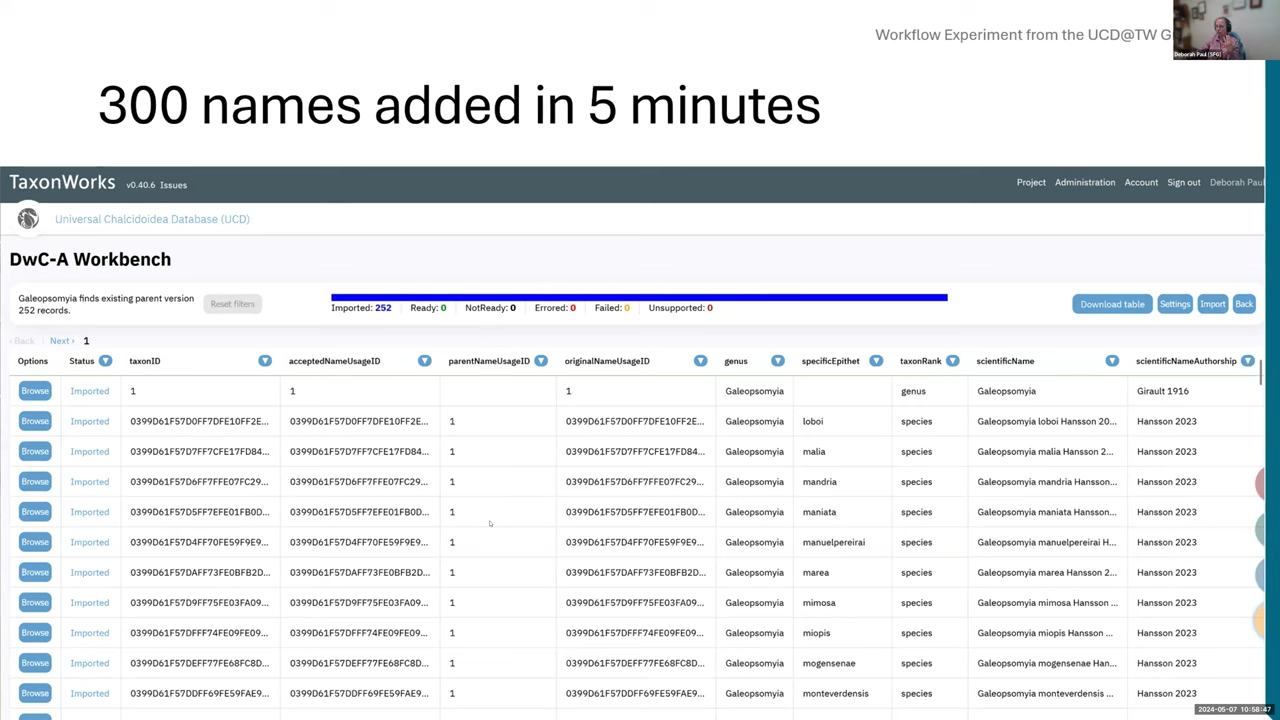 Workflow Experiment from the UCD@TW G
Deborah Paul (SFG)
300 names added in 5 minutes
TaxonWorks v0.40.6 Issues Project Administration Account Sign out Deborah Paul
Universal Chalcidoidea Database (UCD)
DwC-A Workbench
Galeopsomyia finds existing parent version
252 records.
Reset filters
Imported: 252 Ready: 0 NotReady: 0 Errored: 0 Failed: 0 Unsupported: 0
Download table Settings Import Back
‹ Back Next › 1
Options Status taxonID acceptedNameUsageID parentNameUsageID originalNameUsageID genus specificEpithet taxonRank scientificName scientificNameAuthorship
Browse Imported 1 1 1 Galeopsomyia genus Galeopsomyia Girault 1916
Browse Imported 0399D61F57D0FF7DFE10FF2E... 0399D61F57D0FF7DFE10FF2E... 1 0399D61F57D0FF7DFE10FF2E... Galeopsomyia loboi species Galeopsomyia loboi Hansson 20... Hansson 2023
Browse Imported 0399D61F57D7FF7CFE17FD84... 0399D61F57D7FF7CFE17FD84... 1 0399D61F57D7FF7CFE17FD84... Galeopsomyia malia species Galeopsomyia malia Hansson 2... Hansson 2023
Browse Imported 0399D61F57D6FF7FFE07FC29... 0399D61F57D6FF7FFE07FC29... 1 0399D61F57D6FF7FFE07FC29... Galeopsomyia mandria species Galeopsomyia mandria Hansson ... Hansson 2023
Browse Imported 0399D61F57D5FF7EFE01FB0D... 0399D61F57D5FF7EFE01FB0D... 1 0399D61F57D5FF7EFE01FB0D... Galeopsomyia maniata species Galeopsomyia maniata Hansson ... Hansson 2023
Browse Imported 0399D61F57D4FF70FE59F9E9... 0399D61F57D4FF70FE59F9E9... 1 0399D61F57D4FF70FE59F9E9... Galeopsomyia manuelpereirai species Galeopsomyia manuelpereirai H... Hansson 2023
Browse Imported 0399D61F57DAFF73FE0BFB2D... 0399D61F57DAFF73FE0BFB2D... 1 0399D61F57DAFF73FE0BFB2D... Galeopsomyia marea species Galeopsomyia marea Hansson 2... Hansson 2023
Browse Imported 0399D61F57D9FF75FE03FA09... 0399D61F57D9FF75FE03FA09... 1 0399D61F57D9FF75FE03FA09... Galeopsomyia mimosa species Galeopsomyia mimosa Hansson ... Hansson 2023
Browse Imported 0399D61F57DFFF74FE09FE09... 0399D61F57DFFF74FE09FE09... 1 0399D61F57DFFF74FE09FE09... Galeopsomyia miopis species Galeopsomyia miopis Hansson ... Hansson 2023
Browse Imported 0399D61F57DEFF77FE68FC8D... 0399D61F57DEFF77FE68FC8D... 1 0399D61F57DEFF77FE68FC8D... Galeopsomyia mogensenae species Galeopsomyia mogensenae Han... Hansson 2023
Browse Imported 0399D61F57DDFF69FE59FAE9... 0399D61F57DDFF69FE59FAE9... 1 0399D61F57DDFF69FE59FAE9... Galeopsomyia monteverdensis species Galeopsomyia monteverdensis ... Hansson 2023
2024-05-07 10:58:47